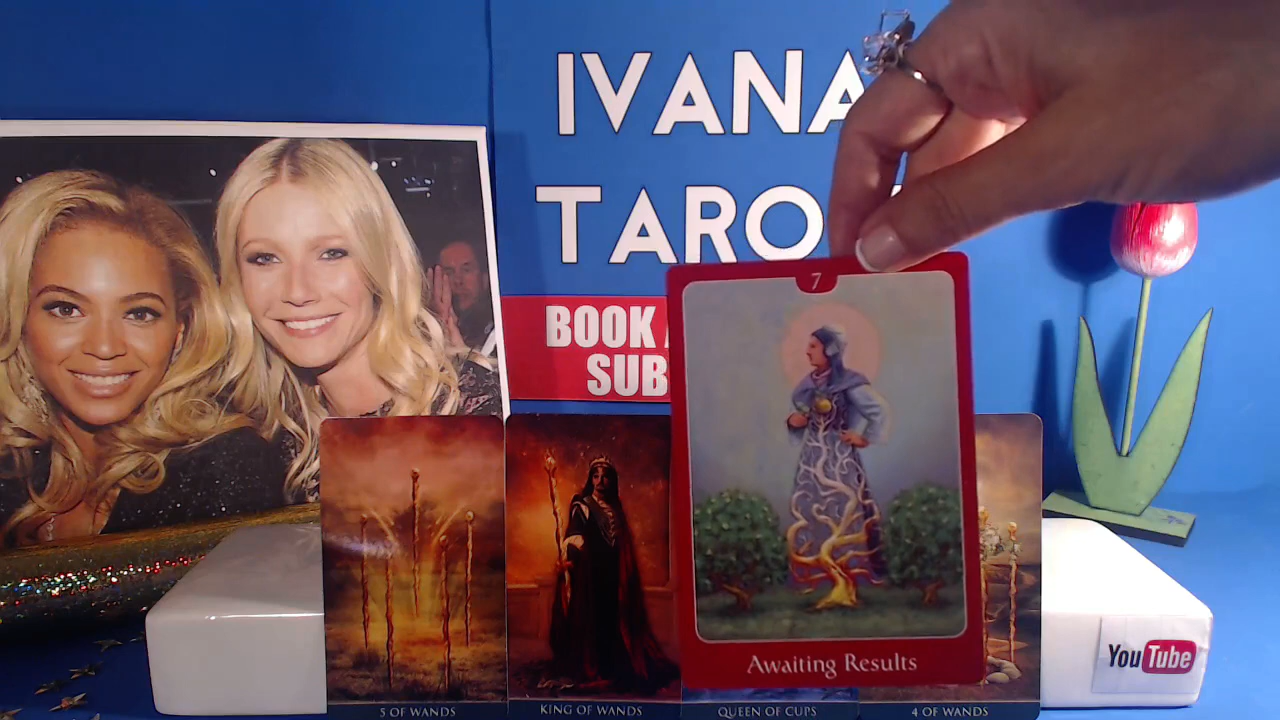 IVANA
TARO
BOOK
SUB
7
Awaiting Results
5 OF WANDS
KING OF WANDS
QUEEN OF CUPS
4 OF WANDS
YouTube